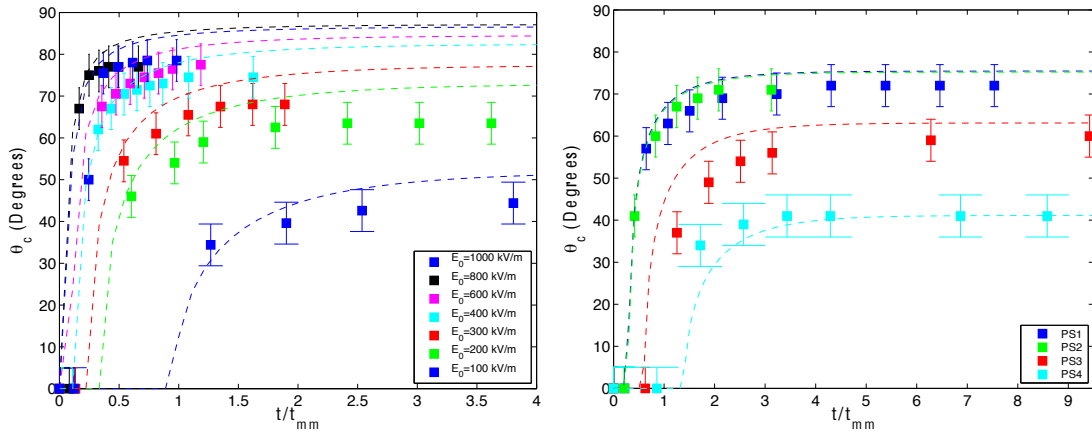 90
80
70
60
50
40
30
20
10
0
θc (Degrees)
E0=1000 kV/m
E0=800 kV/m
E0=600 kV/m
E0=400 kV/m
E0=300 kV/m
E0=200 kV/m
E0=100 kV/m
0 0.5 1 1.5 2 2.5 3 3.5 4
t/tmm
90
80
70
60
50
40
30
20
10
0
θc (Degrees)
PS1
PS2
PS3
PS4
0 1 2 3 4 5 6 7 8 9
t/tmm